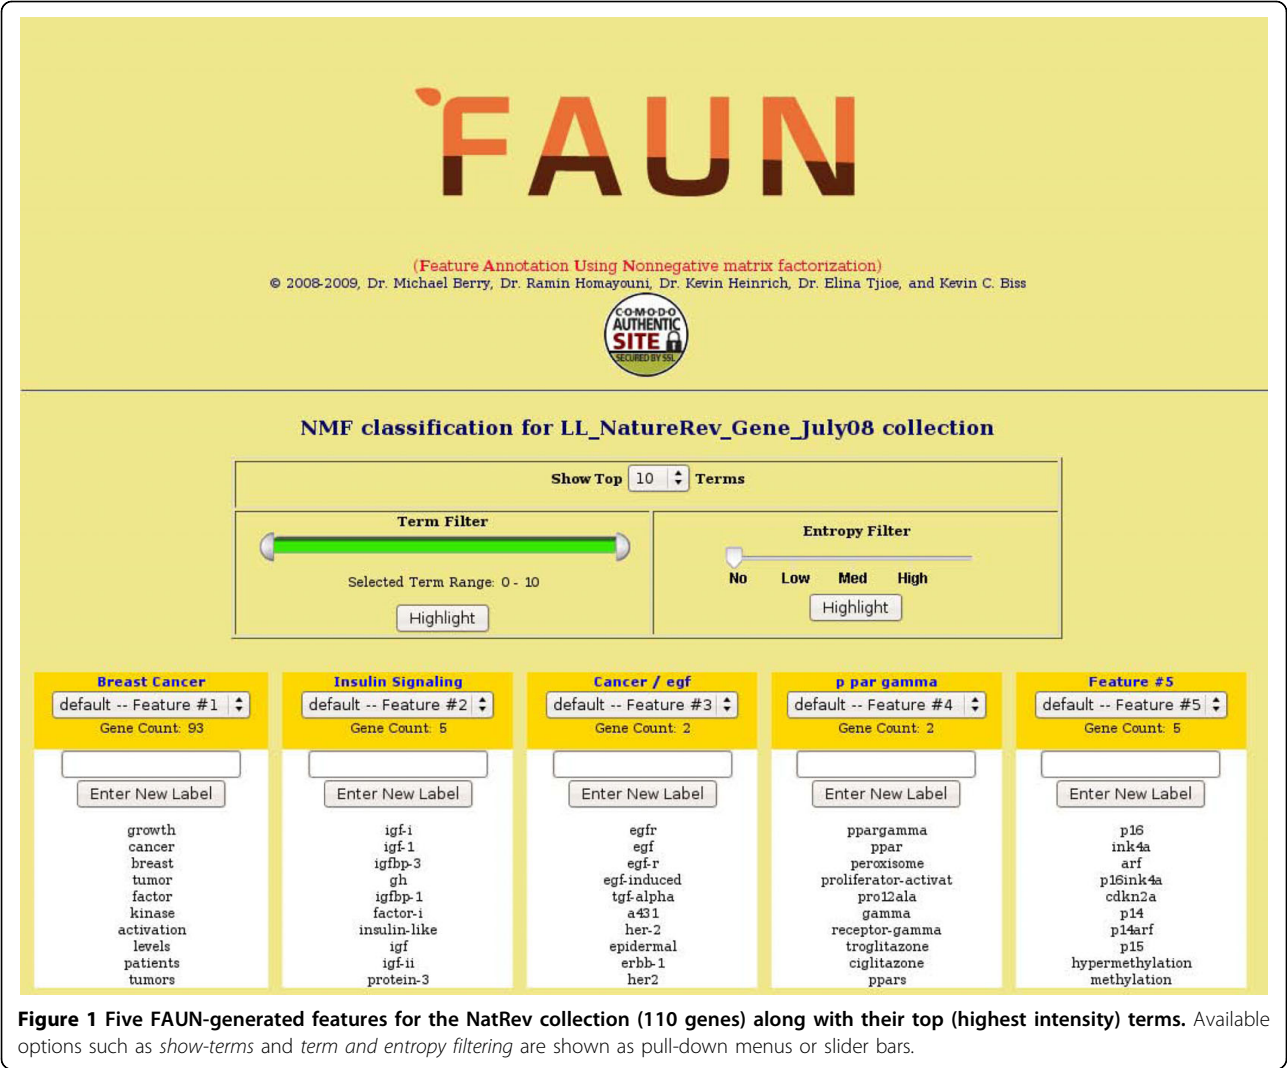 FAUN
(Feature Annotation Using Nonnegative matrix factorization)
© 2008-2009, Dr. Michael Berry, Dr. Ramin Homayouni, Dr. Kevin Heinrich, Dr. Elina Tjioe, and Kevin C. Biss
C·O·M·O·D·O
AUTHENTIC
SITE
SECURED BY SSL
NMF classification for LL_NatureRev_Gene_July08 collection
Show Top 10 Terms
Term Filter
Selected Term Range: 0 - 10
Highlight
Entropy Filter
No Low Med High
Highlight
Breast Cancer
default -- Feature #1
Gene Count: 93
Enter New Label
growth
cancer
breast
tumor
factor
kinase
activation
levels
patients
tumors
Insulin Signaling
default -- Feature #2
Gene Count: 5
Enter New Label
igf-i
igf-1
igfbp-3
gh
igfbp-1
factor-i
insulin-like
igf
igf-ii
protein-3
Cancer / egf
default -- Feature #3
Gene Count: 2
Enter New Label
egfr
egf
egf-r
egf-induced
tgf-alpha
a431
her-2
epidermal
erbb-1
her2
p par gamma
default -- Feature #4
Gene Count: 2
Enter New Label
ppargamma
ppar
peroxisome
proliferator-activat
pro12ala
gamma
receptor-gamma
troglitazone
ciglitazone
ppars
Feature #5
default -- Feature #5
Gene Count: 5
Enter New Label
p16
ink4a
arf
p16ink4a
cdkn2a
p14
p14arf
p15
hypermethylation
methylation
Figure 1 Five FAUN-generated features for the NatRev collection (110 genes) along with their top (highest intensity) terms. Available
options such as show-terms and term and entropy filtering are shown as pull-down menus or slider bars.